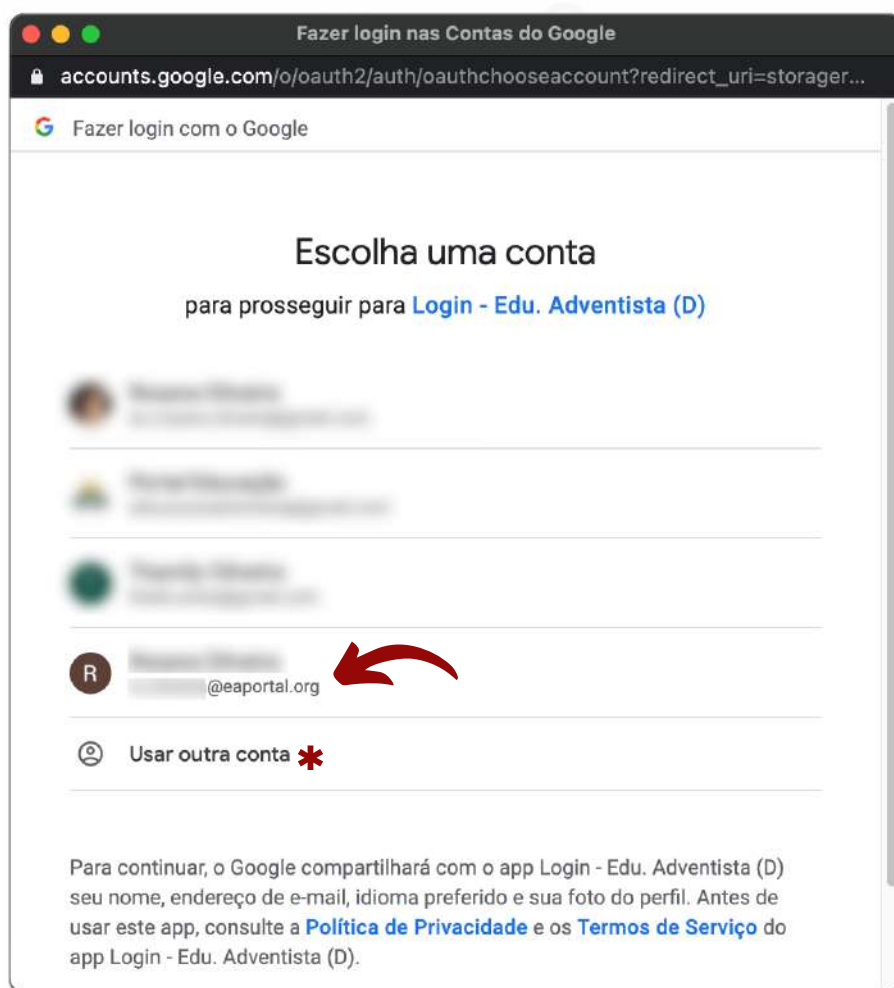 Fazer login nas Contas do Google
accounts.google.com/o/oauth2/auth/oauthchooseaccount?redirect_uri=storager...
Fazer login com o Google
Escolha uma conta
para prosseguir para Login - Edu. Adventista (D)
R
@eaportal.org
Usar outra conta *
Para continuar, o Google compartilhará com o app Login - Edu. Adventista (D)
seu nome, endereço de e-mail, idioma preferido e sua foto do perfil. Antes de
usar este app, consulte a Política de Privacidade e os Termos de Serviço do
app Login - Edu. Adventista (D).